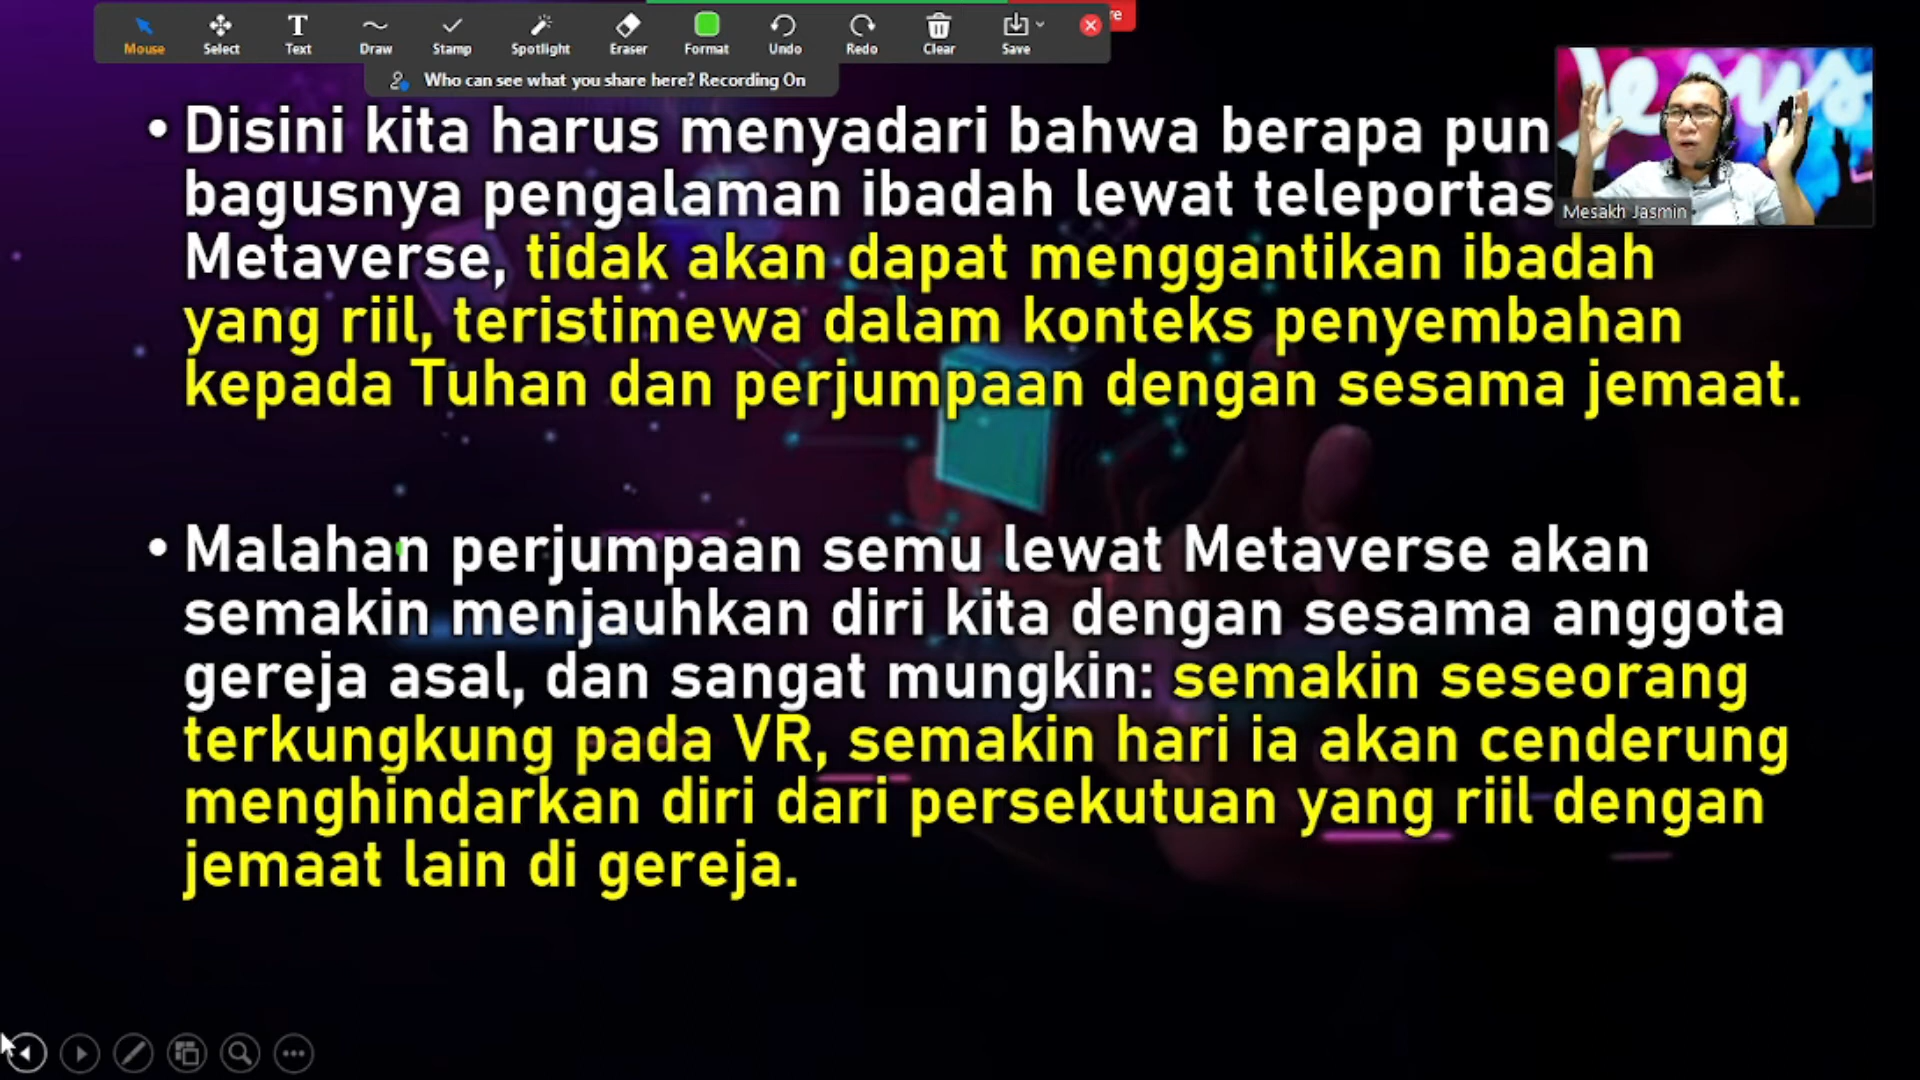 re
Mouse Select Text Draw Stamp Spotlight Eraser Format Undo Redo Clear Save
Who can see what you share here? Recording On
• Disini kita harus menyadari bahwa berapa pun
bagusnya pengalaman ibadah lewat teleportas
Metaverse, tidak akan dapat menggantikan ibadah
yang riil, teristimewa dalam konteks penyembahan
kepada Tuhan dan perjumpaan dengan sesama jemaat.
• Malahan perjumpaan semu lewat Metaverse akan
semakin menjauhkan diri kita dengan sesama anggota
gereja asal, dan sangat mungkin: semakin seseorang
terkungkung pada VR, semakin hari ia akan cenderung
menghindarkan diri dari persekutuan yang riil dengan
jemaat lain di gereja.
Jesus
Mesakh Jasmin